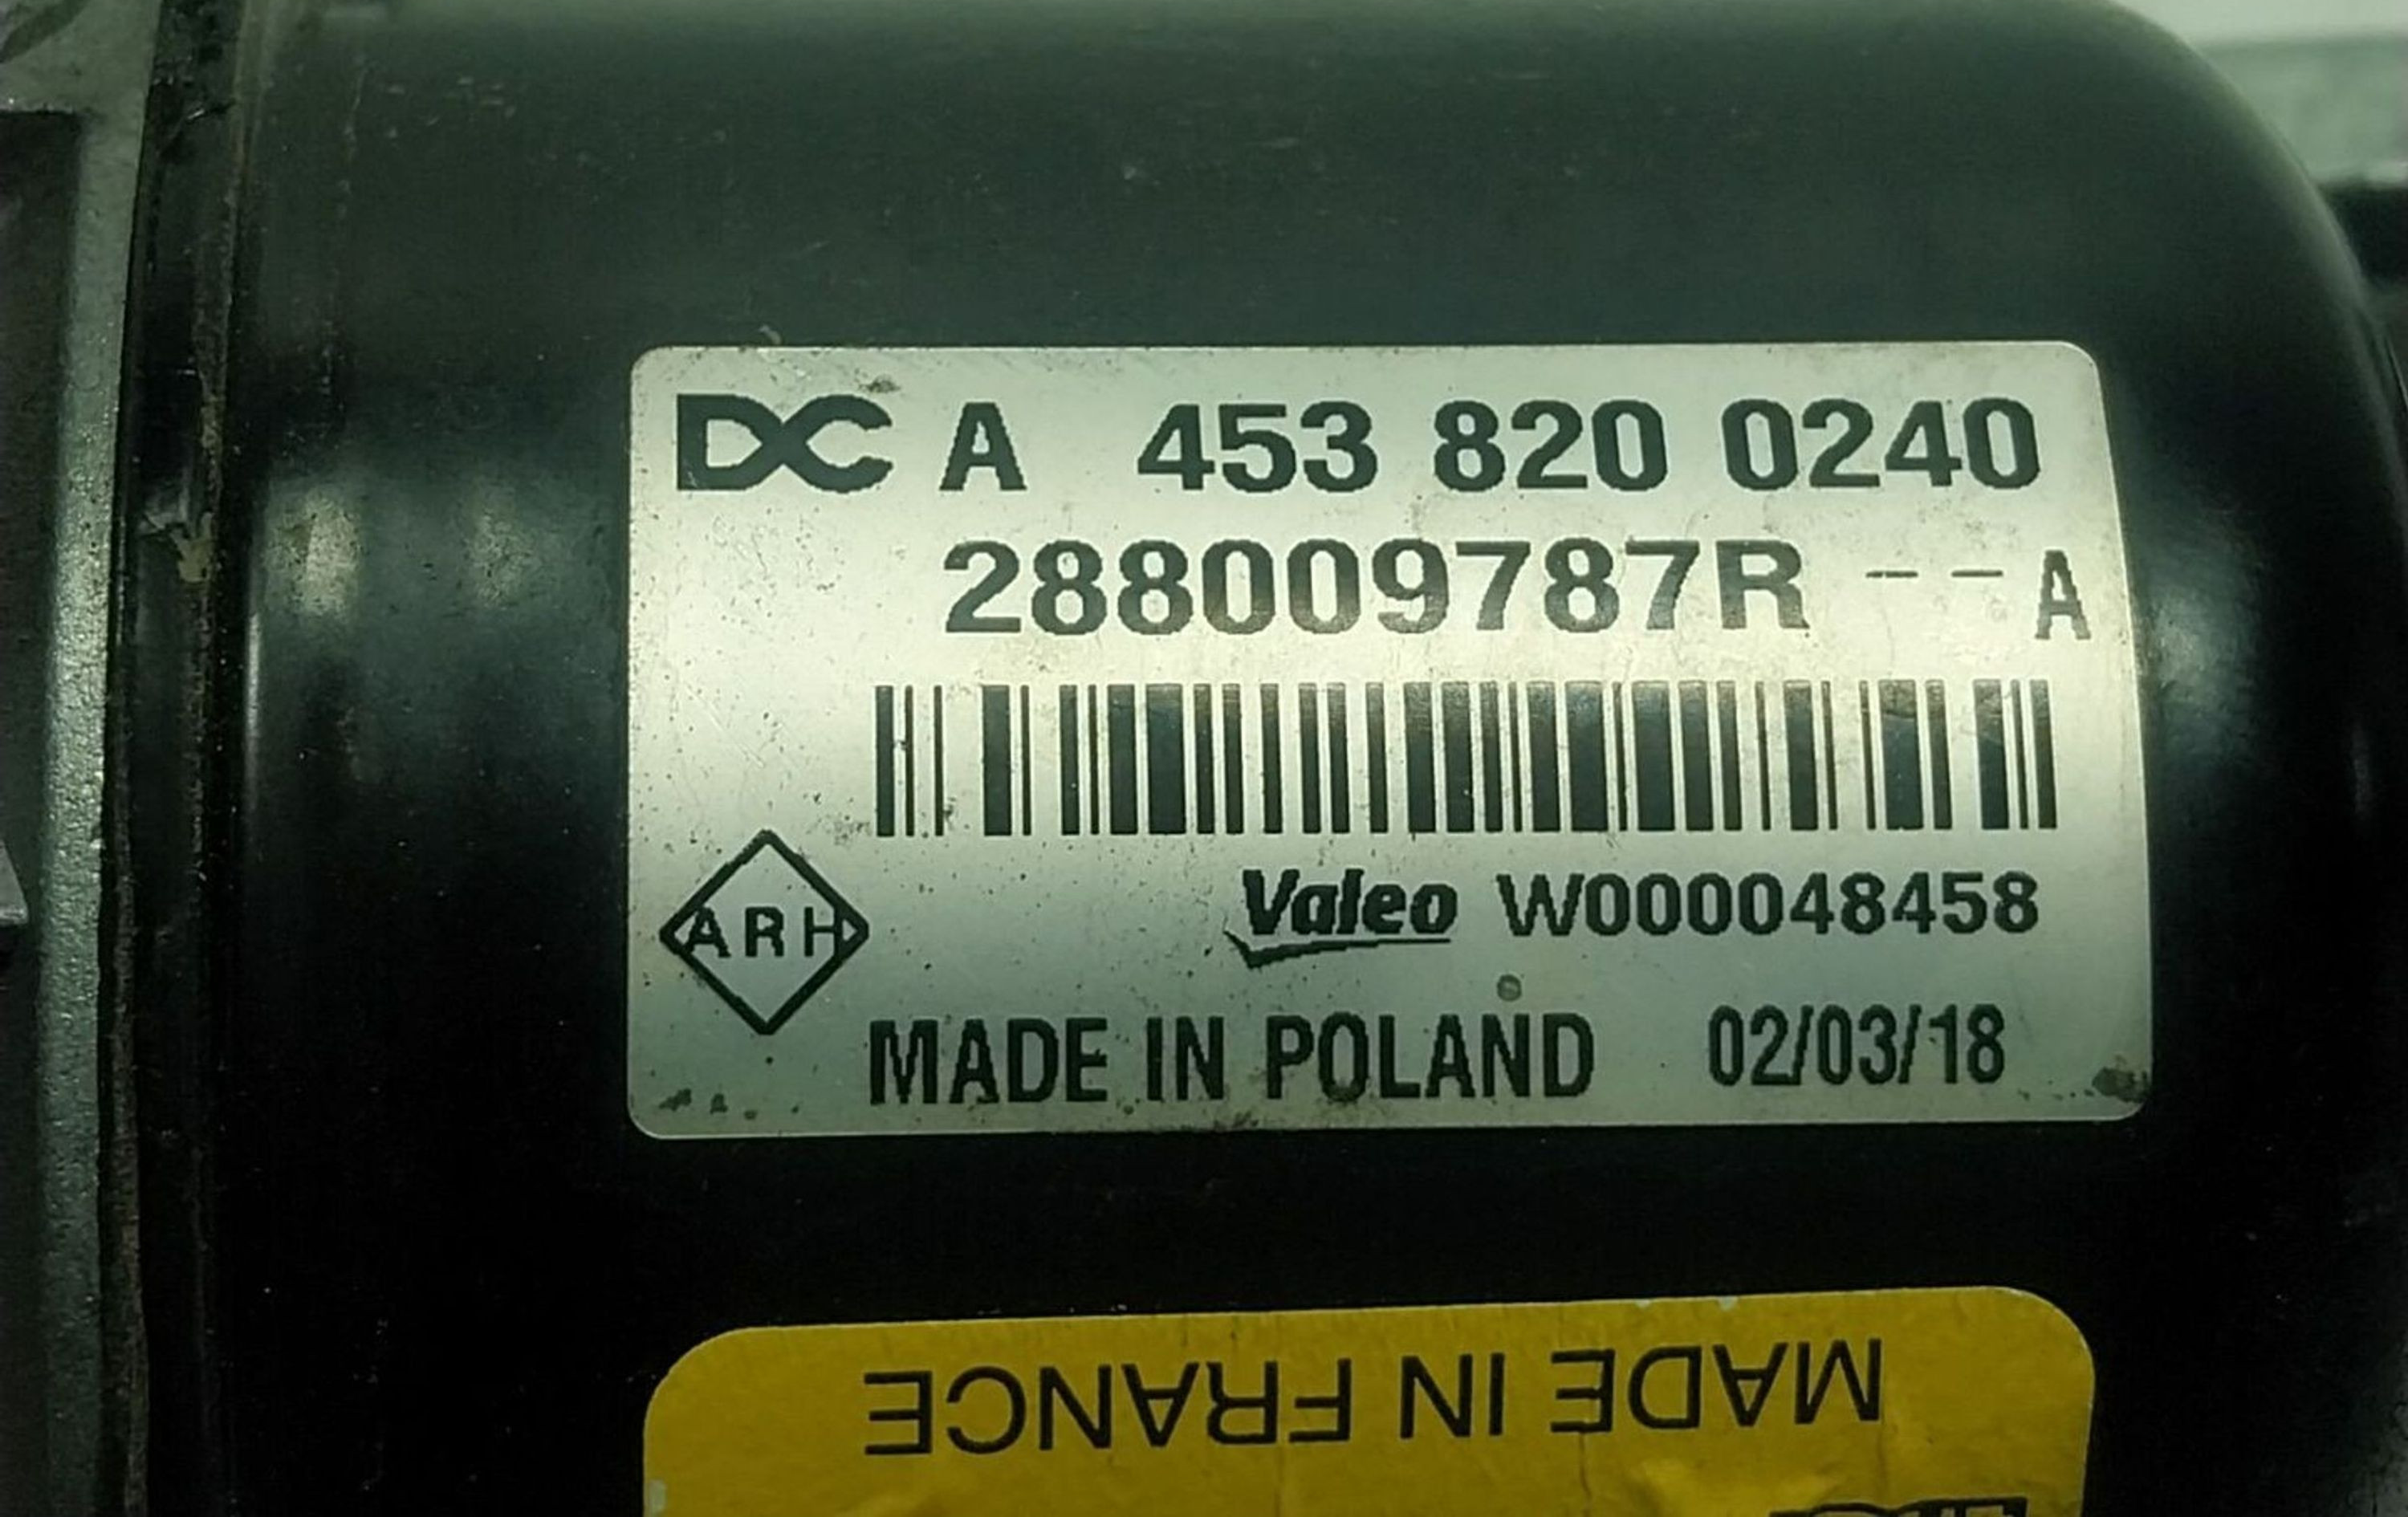 DC A 453 820 0240
288009787R -- A
ARH
Valeo W000048458
MADE IN POLAND 02/03/18
MADE IN FRANCE